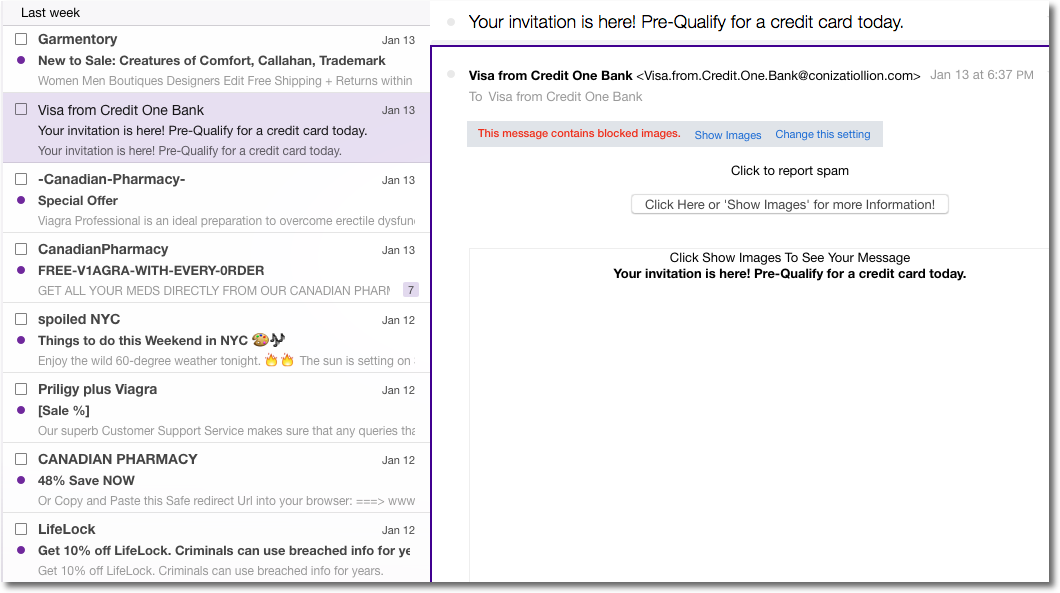 Last week
Garmentory Jan 13
New to Sale: Creatures of Comfort, Callahan, Trademark
Women Men Boutiques Designers Edit Free Shipping + Returns within
Visa from Credit One Bank Jan 13
Your invitation is here! Pre-Qualify for a credit card today.
Your invitation is here! Pre-Qualify for a credit card today.
-Canadian-Pharmacy- Jan 13
Special Offer
Viagra Professional is an ideal preparation to overcome erectile dysfun
CanadianPharmacy Jan 13
FREE-V1AGRA-WITH-EVERY-0RDER
GET ALL YOUR MEDS DIRECTLY FROM OUR CANADIAN PHARM 7
spoiled NYC Jan 12
Things to do this Weekend in NYC 🎨🎶
Enjoy the wild 60-degree weather tonight. 🔥🔥 The sun is setting on
Priligy plus Viagra Jan 12
[Sale %]
Our superb Customer Support Service makes sure that any queries tha
CANADIAN PHARMACY Jan 12
48% Save NOW
Or Copy and Paste this Safe redirect Url into your browser: ===> www
LifeLock Jan 12
Get 10% off LifeLock. Criminals can use breached info for ye
Get 10% off LifeLock. Criminals can use breached info for years.
Your invitation is here! Pre-Qualify for a credit card today.
Visa from Credit One Bank <Visa.from.Credit.One.Bank@conizatiollion.com> Jan 13 at 6:37 PM
To Visa from Credit One Bank
This message contains blocked images. Show Images Change this setting
Click to report spam
Click Here or 'Show Images' for more Information!
Click Show Images To See Your Message
Your invitation is here! Pre-Qualify for a credit card today.